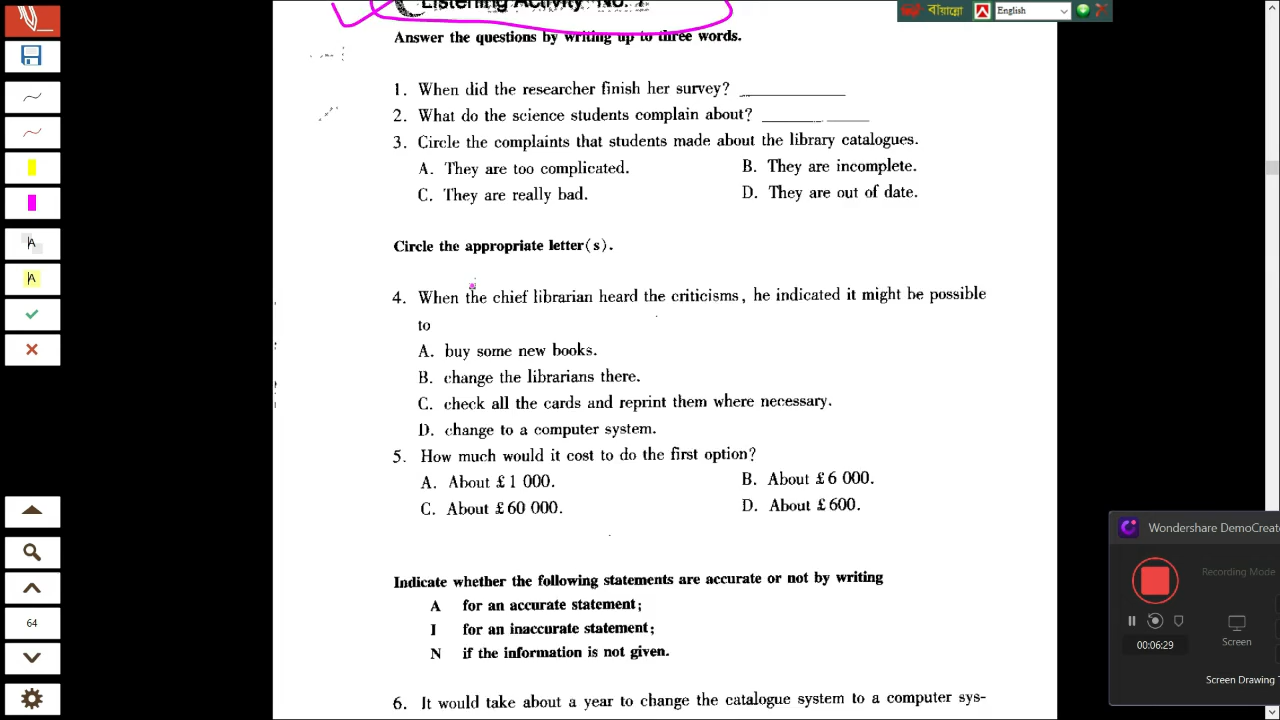 Listening Activity No. 7
বায়ান্নো
English
Answer the questions by writing up to three words.
1. When did the researcher finish her survey?
2. What do the science students complain about?
3. Circle the complaints that students made about the library catalogues.
A. They are too complicated.
B. They are incomplete.
C. They are really bad.
D. They are out of date.
Circle the appropriate letter(s).
4. When the chief librarian heard the criticisms, he indicated it might be possible
to
A. buy some new books.
B. change the librarians there.
C. check all the cards and reprint them where necessary.
D. change to a computer system.
5. How much would it cost to do the first option?
A. About £1 000.
B. About £6 000.
C. About £60 000.
D. About £600.
Indicate whether the following statements are accurate or not by writing
A for an accurate statement;
I for an inaccurate statement;
N if the information is not given.
6. It would take about a year to change the catalogue system to a computer sys-
A
A
64
Wondershare DemoCreat
Recording Mode
Screen
00:06:29
Screen Drawing T